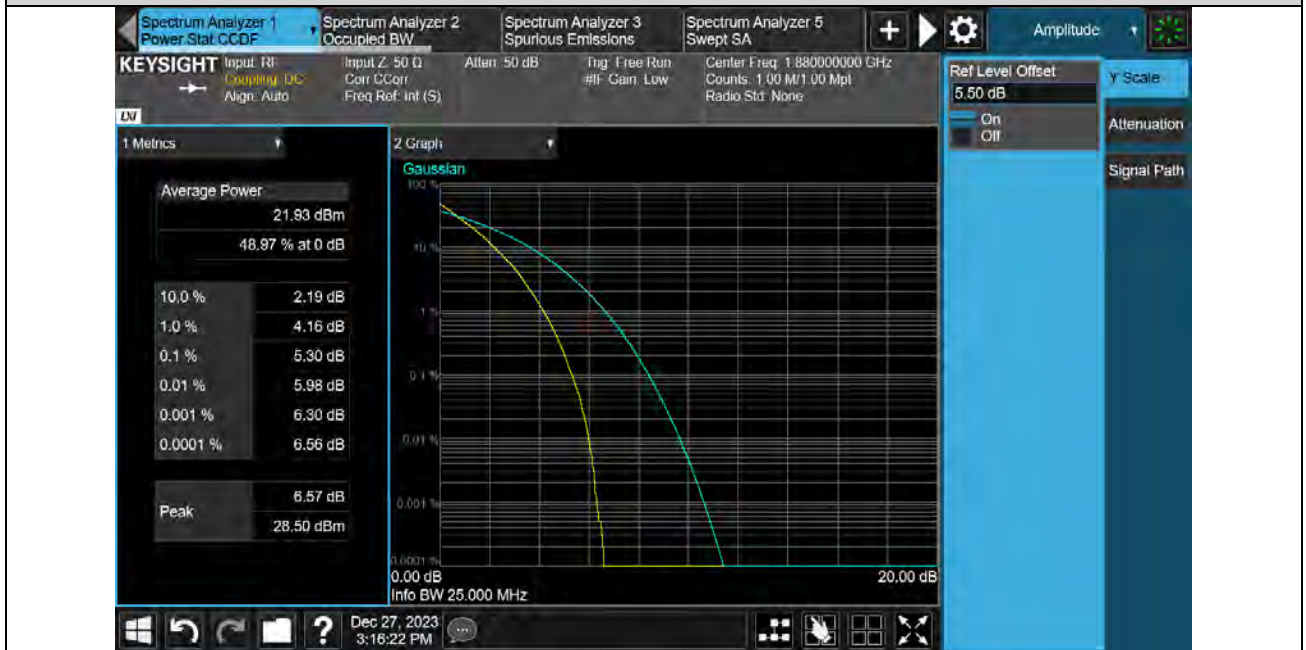 Spectrum Analyzer 1
Power Stat CCDF
Spectrum Analyzer 2
Occupied BW
Spectrum Analyzer 3
Spurious Emissions
Spectrum Analyzer 5
Swept SA
Amplitude
KEYSIGHT
Input: RF
Coupling: DC
Align: Auto
Input Z: 50 Ω
Corr CCorr
Freq Ref: Int (S)
Atten: 50 dB
Trig: Free Run
#IF Gain: Low
Center Freq: 1.880000000 GHz
Counts: 1.00 M/1.00 Mpt
Radio Std: None
LXI
Ref Level Offset
5.50 dB
On
Off
Y Scale
Attenuation
Signal Path
1 Metrics
Average Power
21.93 dBm
48.97 % at 0 dB
10.0 % 2.19 dB
1.0 % 4.16 dB
0.1 % 5.30 dB
0.01 % 5.98 dB
0.001 % 6.30 dB
0.0001 % 6.56 dB
Peak
6.57 dB
28.50 dBm
2 Graph
Gaussian
100 %
10 %
1 %
0.1 %
0.01 %
0.001 %
0.0001 %
0.00 dB
20.00 dB
Info BW 25.000 MHz
?
Dec 27, 2023
3:16:22 PM